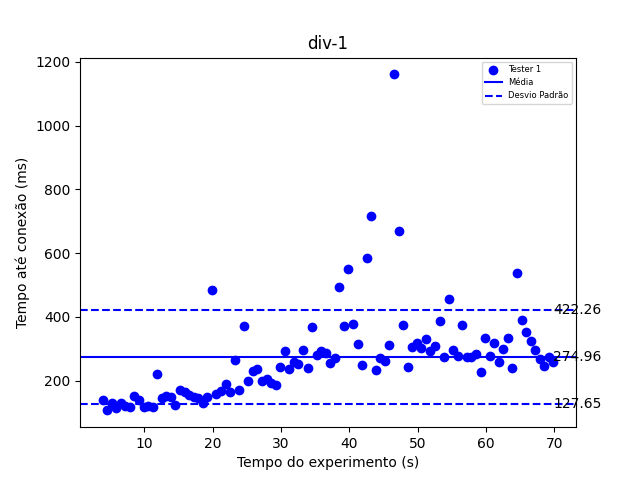 div-1
Tester 1
Média
Desvio Padrão
Tempo até conexão (ms)
1200
1000
800
600
400
200
422.26
274.96
127.65
10 20 30 40 50 60 70
Tempo do experimento (s)